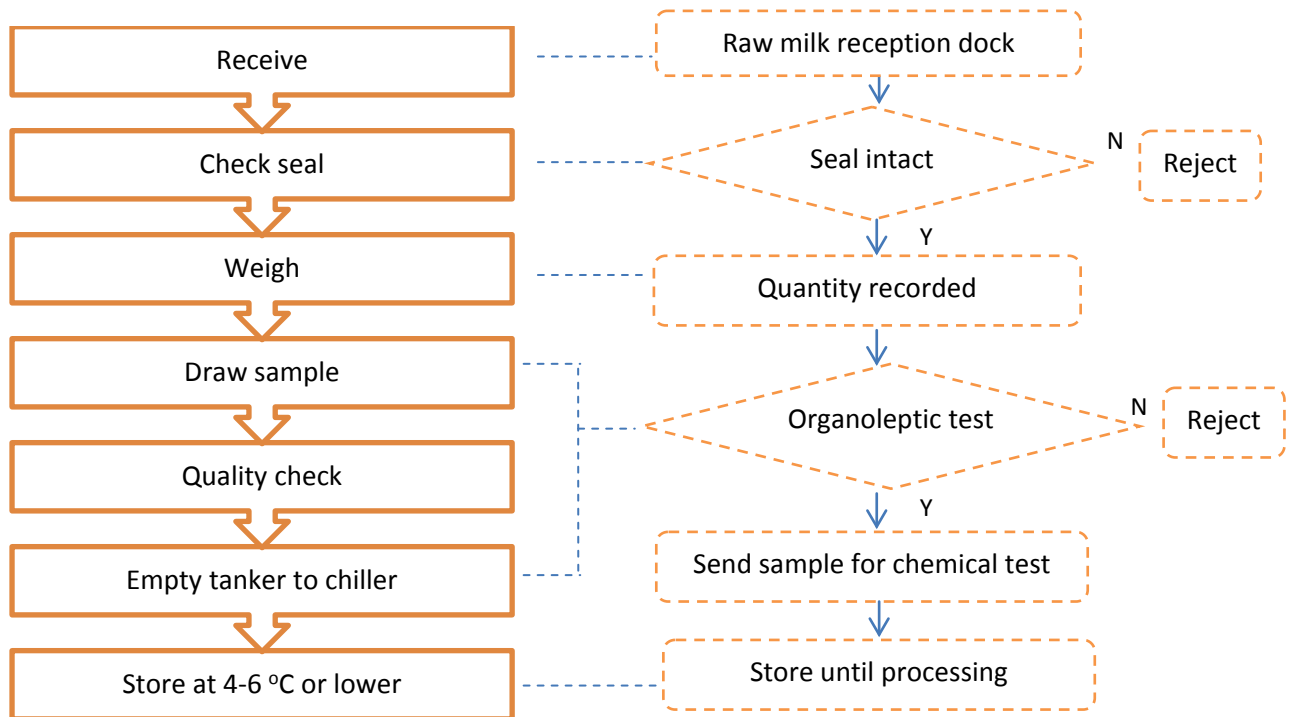 Receive
Raw milk reception dock
Check seal
Seal intact
N
Reject
Y
Weigh
Quantity recorded
Draw sample
Organoleptic test
N
Reject
Quality check
Y
Empty tanker to chiller
Send sample for chemical test
Store at 4-6 °C or lower
Store until processing